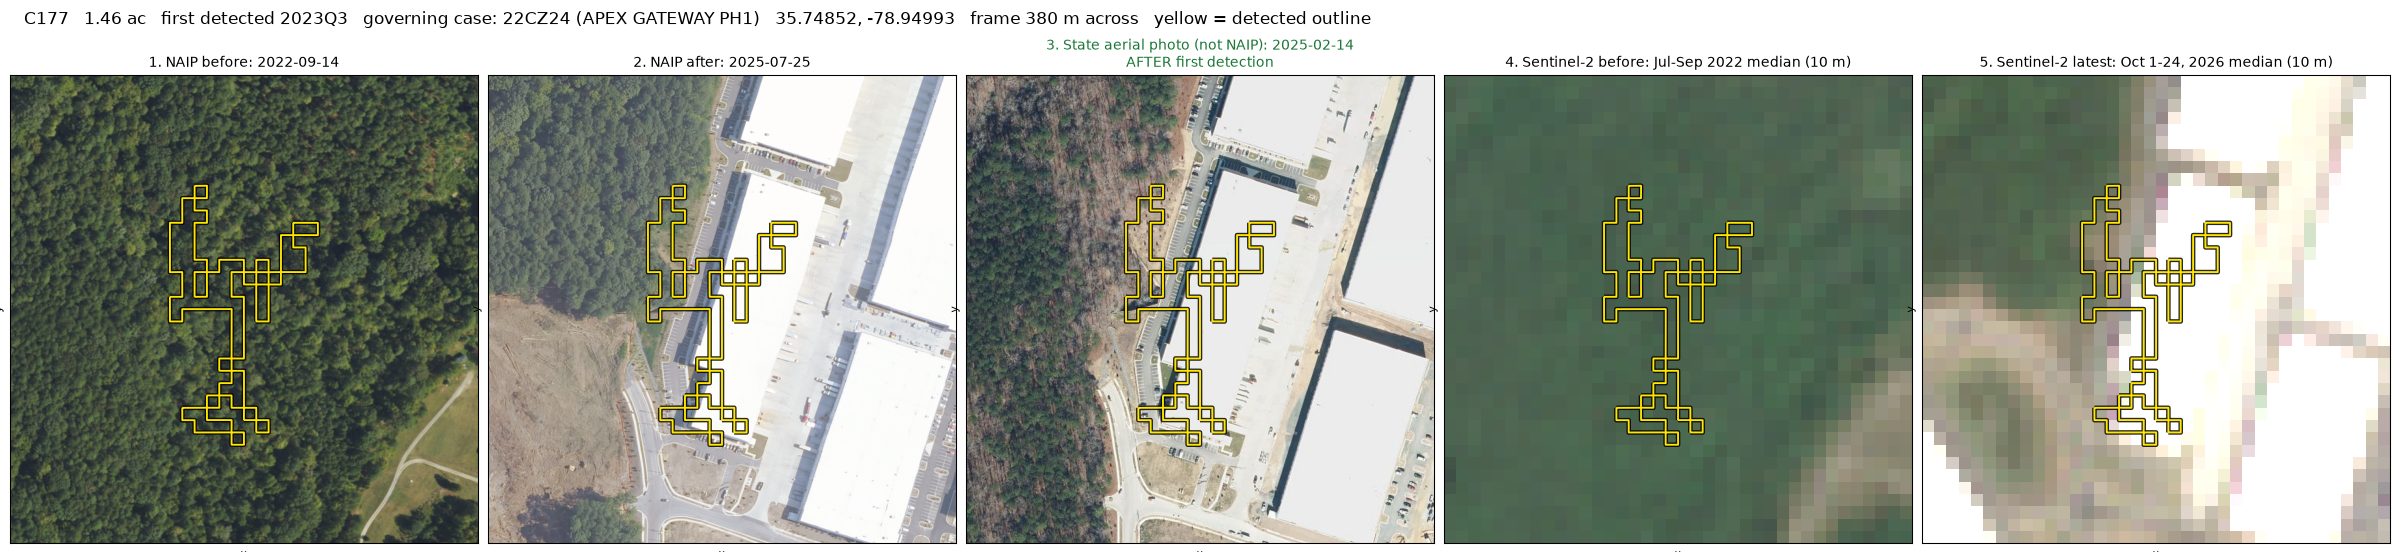 C177   1.46 ac   first detected 2023Q3   governing case: 22CZ24 (APEX GATEWAY PH1)   35.74852, -78.94993   frame 380 m across   yellow = detected outline
1. NAIP before: 2022-09-14
2. NAIP after: 2025-07-25
3. State aerial photo (not NAIP): 2025-02-14
AFTER first detection
4. Sentinel-2 before: Jul-Sep 2022 median (10 m)
5. Sentinel-2 latest: Oct 1-24, 2026 median (10 m)